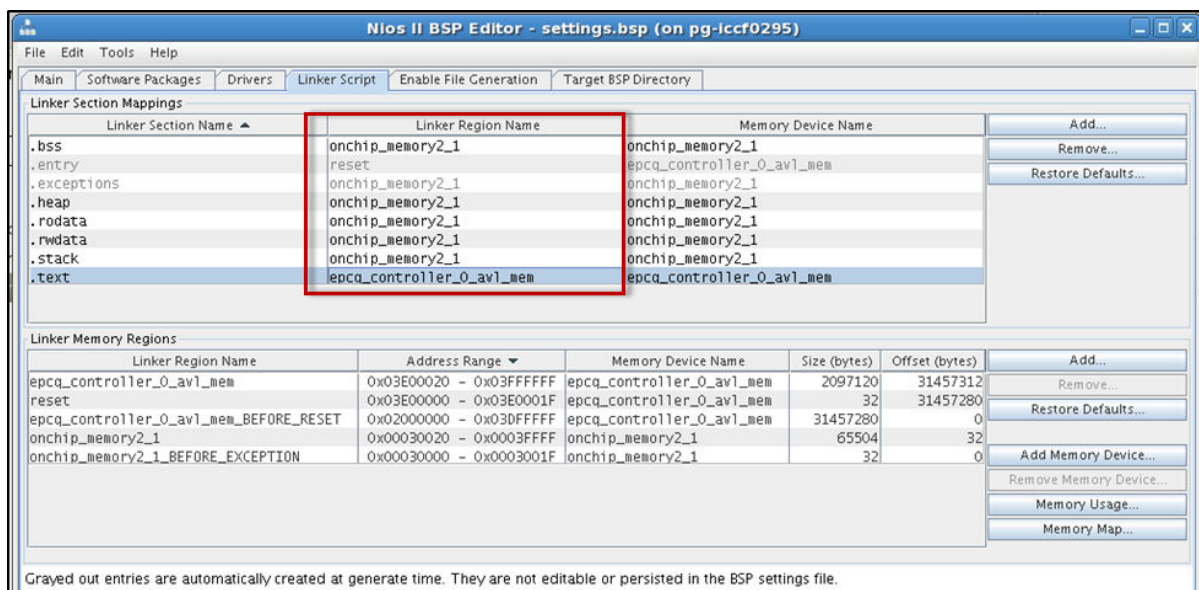 Nios II BSP Editor - settings.bsp (on pg-iccf0295)
File Edit Tools Help
Main Software Packages Drivers Linker Script Enable File Generation Target BSP Directory
Linker Section Mappings
Linker Section Name Linker Region Name Memory Device Name Add...
.bss onchip_memory2_1 onchip_memory2_1 Remove...
.entry reset epcq_controller_0_avl_mem
.exceptions onchip_memory2_1 onchip_memory2_1 Restore Defaults...
.heap onchip_memory2_1 onchip_memory2_1
.rodata onchip_memory2_1 onchip_memory2_1
.rwdata onchip_memory2_1 onchip_memory2_1
.stack onchip_memory2_1 onchip_memory2_1
.text epcq_controller_0_avl_mem epcq_controller_0_avl_mem
Linker Memory Regions
Linker Region Name Address Range Memory Device Name Size (bytes) Offset (bytes) Add...
epcq_controller_0_avl_mem 0x03E00020 - 0x03FFFFFF epcq_controller_0_avl_mem 2097120 31457312 Remove...
reset 0x03E00000 - 0x03E0001F epcq_controller_0_avl_mem 32 31457280
epcq_controller_0_avl_mem_BEFORE_RESET 0x02000000 - 0x03DFFFFF epcq_controller_0_avl_mem 31457280 0 Restore Defaults...
onchip_memory2_1 0x00030020 - 0x0003FFFF onchip_memory2_1 65504 32
onchip_memory2_1_BEFORE_EXCEPTION 0x00030000 - 0x0003001F onchip_memory2_1 32 0 Add Memory Device...
Remove Memory Device...
Memory Usage...
Memory Map...
Grayed out entries are automatically created at generate time. They are not editable or persisted in the BSP settings file.